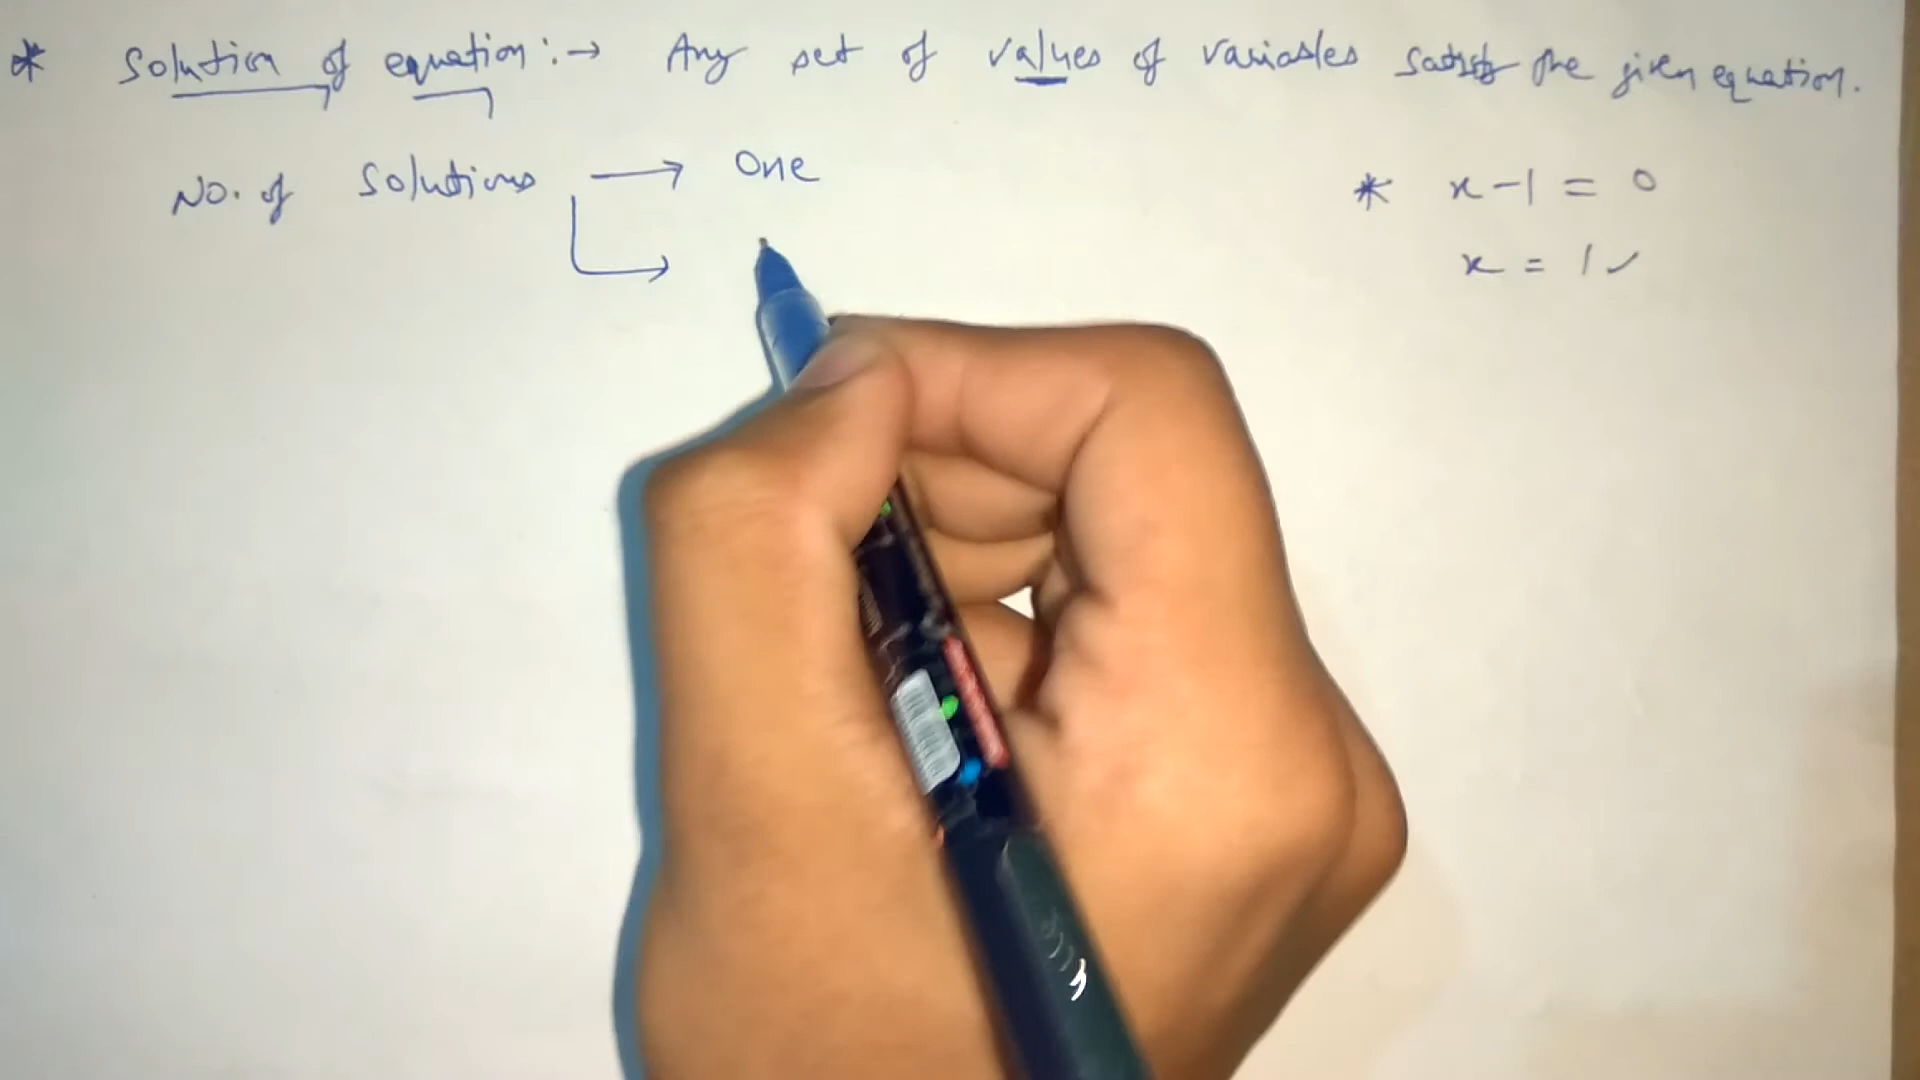 * Solution of equation :→ Any set of values of variables satisfy the given equation.
No. of Solutions → One
* x-1 = 0
x = 1 ✓